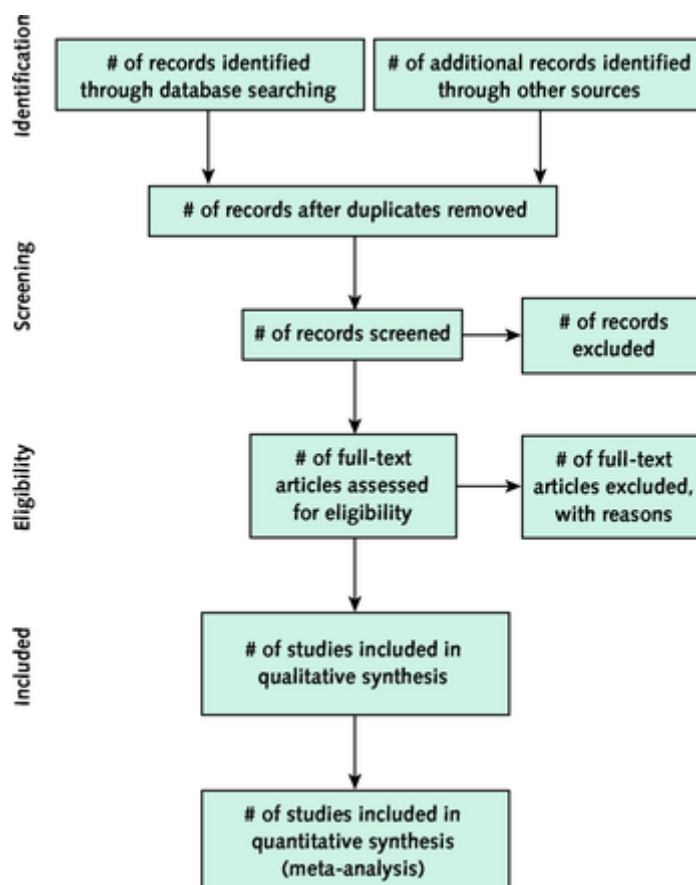 Identification
# of records identified
through database searching
# of additional records identified
through other sources
# of records after duplicates removed
Screening
# of records screened
# of records
excluded
Eligibility
# of full-text
articles assessed
for eligibility
# of full-text
articles excluded,
with reasons
Included
# of studies included in
qualitative synthesis
# of studies included in
quantitative synthesis
(meta-analysis)